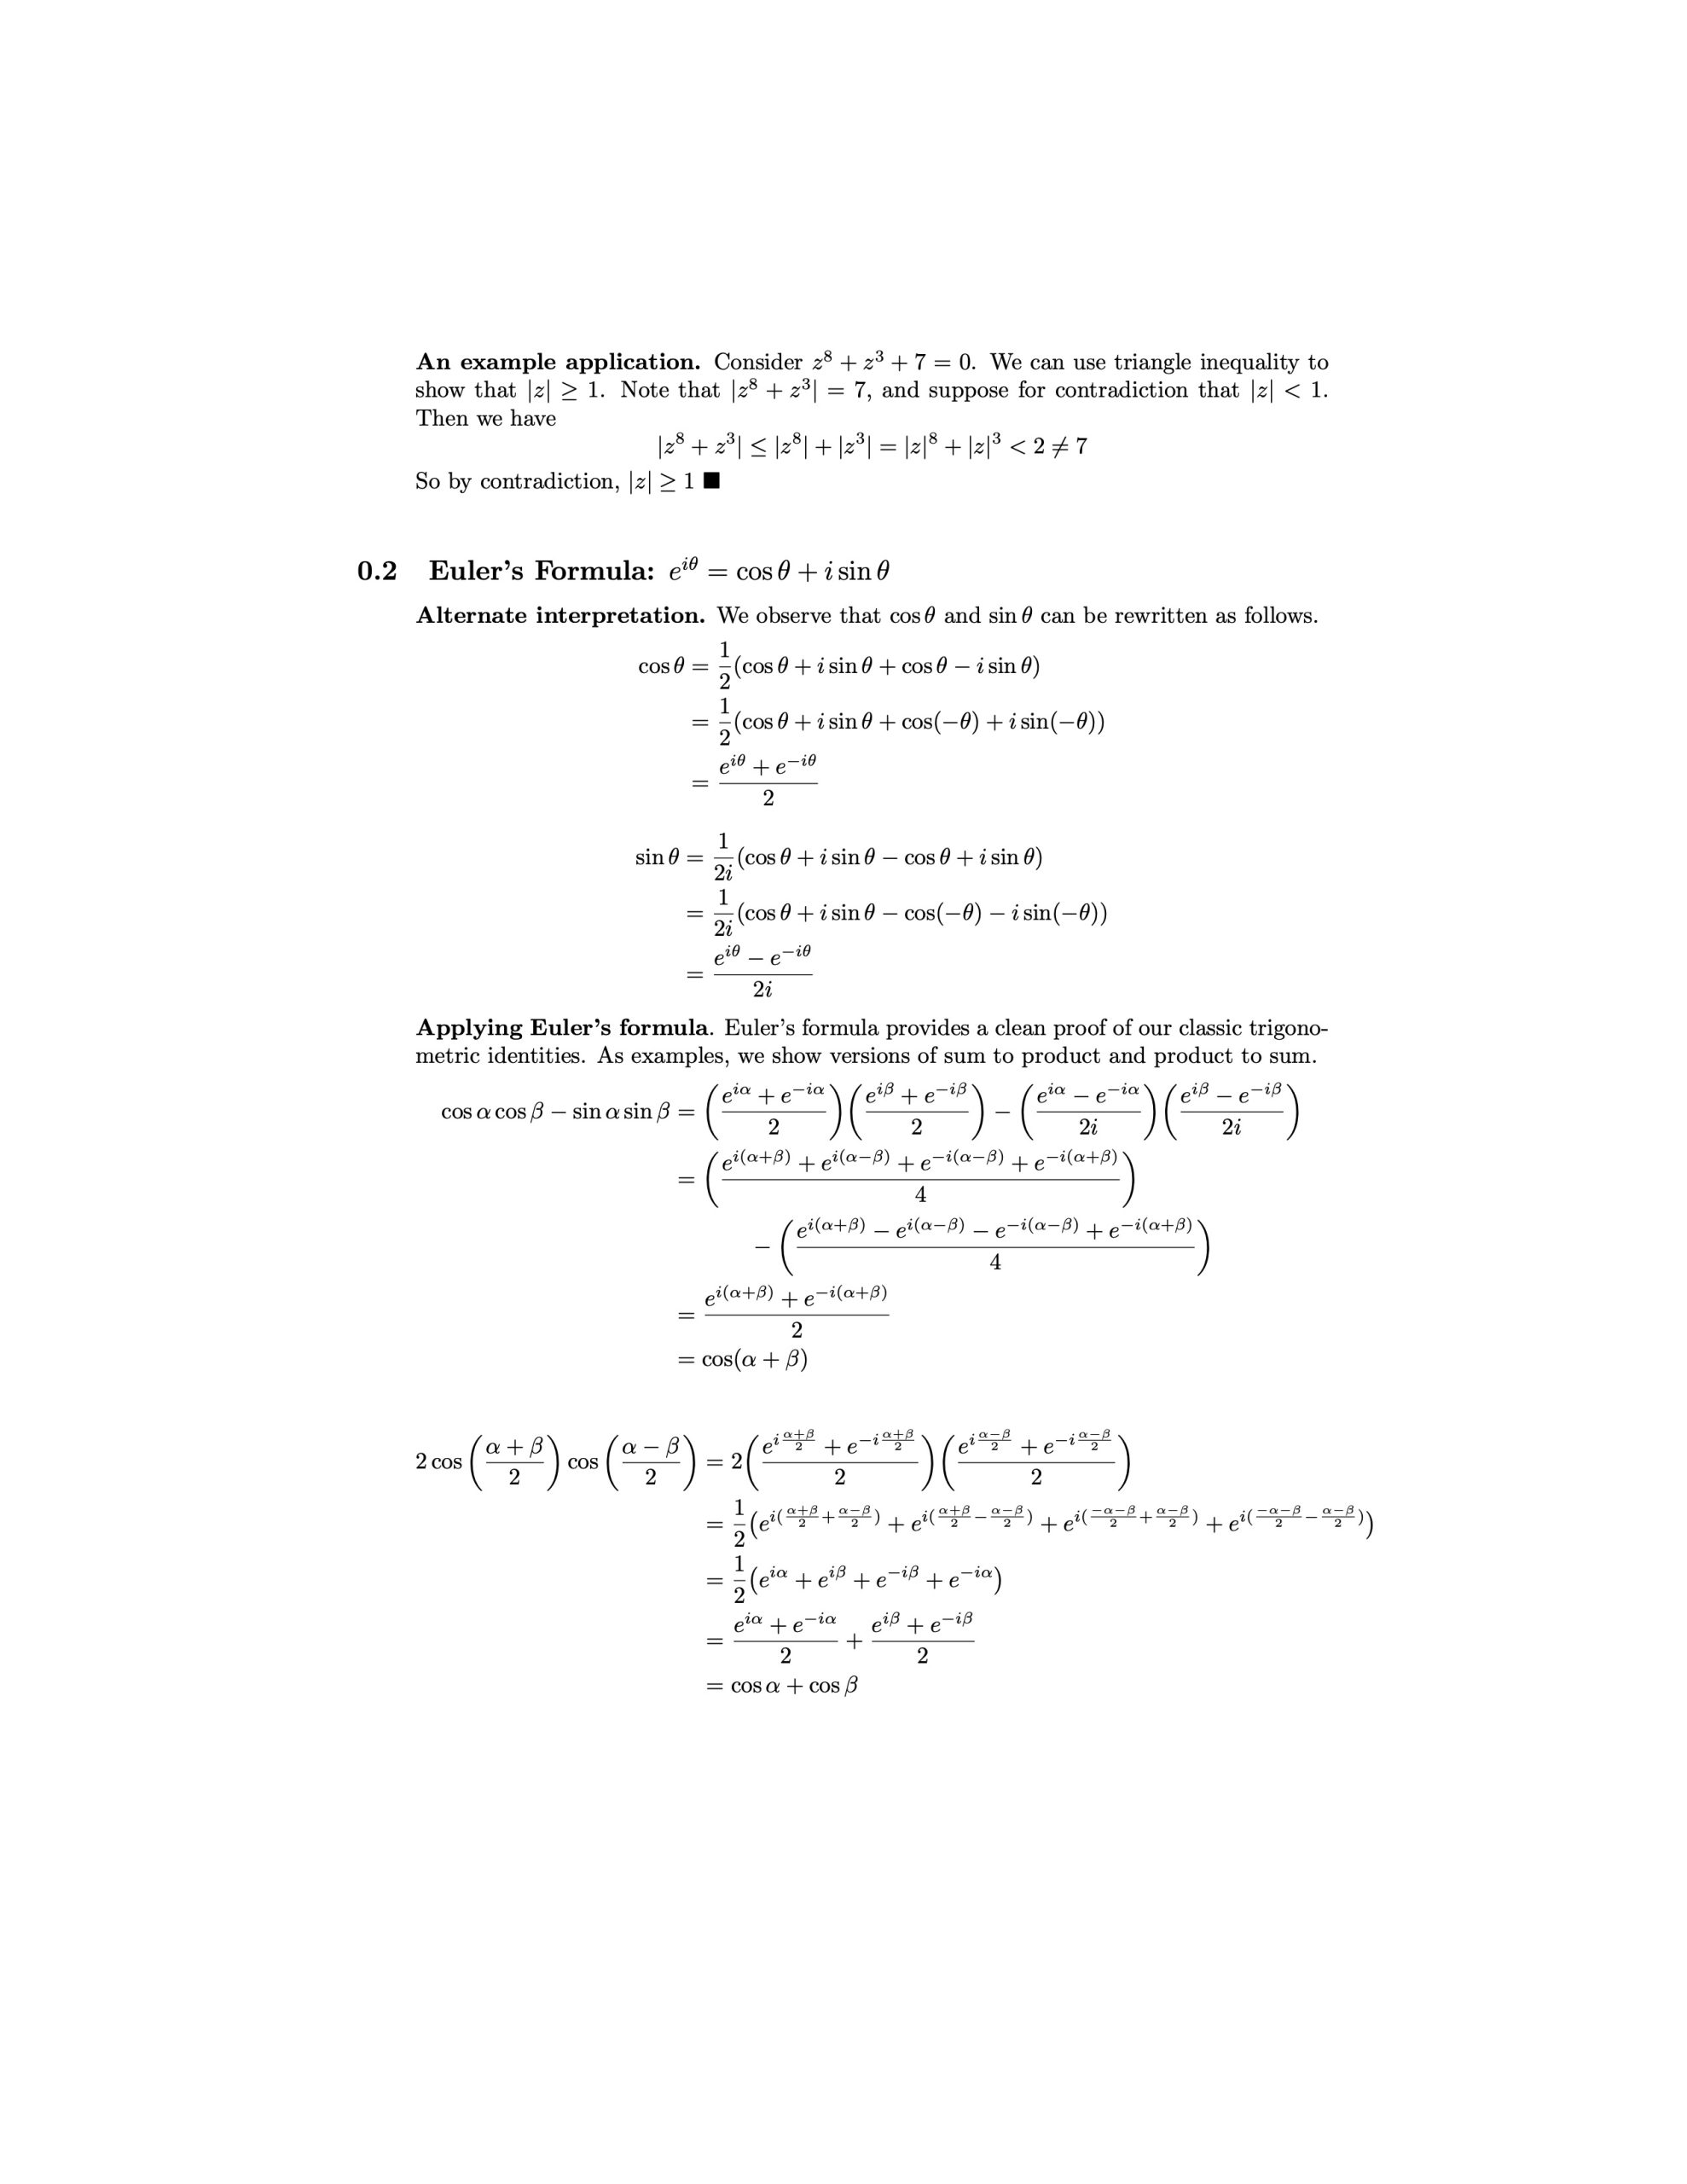 An example application. Consider $z^8 + z^3 + 7 = 0$. We can use triangle inequality to
show that $|z| \geq 1$. Note that $|z^8 + z^3| = 7$, and suppose for contradiction that $|z| < 1$.
Then we have
$|z^8 + z^3| \leq |z^8| + |z^3| = |z|^8 + |z|^3 < 2 \neq 7$
So by contradiction, $|z| \geq 1$ ■
0.2 Euler's Formula: $e^{i\theta} = \cos\theta + i\sin\theta$
Alternate interpretation. We observe that $\cos\theta$ and $\sin\theta$ can be rewritten as follows.
$\cos\theta = \frac{1}{2}(\cos\theta + i\sin\theta + \cos\theta - i\sin\theta)$
$= \frac{1}{2}(\cos\theta + i\sin\theta + \cos(-\theta) + i\sin(-\theta))$
$= \frac{e^{i\theta} + e^{-i\theta}}{2}$
$\sin\theta = \frac{1}{2i}(\cos\theta + i\sin\theta - \cos\theta + i\sin\theta)$
$= \frac{1}{2i}(\cos\theta + i\sin\theta - \cos(-\theta) - i\sin(-\theta))$
$= \frac{e^{i\theta} - e^{-i\theta}}{2i}$
Applying Euler's formula. Euler's formula provides a clean proof of our classic trigono-
metric identities. As examples, we show versions of sum to product and product to sum.
$\cos\alpha\cos\beta - \sin\alpha\sin\beta = \left(\frac{e^{i\alpha} + e^{-i\alpha}}{2}\right)\left(\frac{e^{i\beta} + e^{-i\beta}}{2}\right) - \left(\frac{e^{i\alpha} - e^{-i\alpha}}{2i}\right)\left(\frac{e^{i\beta} - e^{-i\beta}}{2i}\right)$
$= \left(\frac{e^{i(\alpha+\beta)} + e^{i(\alpha-\beta)} + e^{-i(\alpha-\beta)} + e^{-i(\alpha+\beta)}}{4}\right)$
$- \left(\frac{e^{i(\alpha+\beta)} - e^{i(\alpha-\beta)} - e^{-i(\alpha-\beta)} + e^{-i(\alpha+\beta)}}{4}\right)$
$= \frac{e^{i(\alpha+\beta)} + e^{-i(\alpha+\beta)}}{2}$
$= \cos(\alpha + \beta)$
$2\cos\left(\frac{\alpha+\beta}{2}\right)\cos\left(\frac{\alpha-\beta}{2}\right) = 2\left(\frac{e^{i\frac{\alpha+\beta}{2}} + e^{-i\frac{\alpha+\beta}{2}}}{2}\right)\left(\frac{e^{i\frac{\alpha-\beta}{2}} + e^{-i\frac{\alpha-\beta}{2}}}{2}\right)$
$= \frac{1}{2}\left(e^{i(\frac{\alpha+\beta}{2}+\frac{\alpha-\beta}{2})} + e^{i(\frac{\alpha+\beta}{2}-\frac{\alpha-\beta}{2})} + e^{i(\frac{-\alpha-\beta}{2}+\frac{\alpha-\beta}{2})} + e^{i(\frac{-\alpha-\beta}{2}-\frac{\alpha-\beta}{2})}\right)$
$= \frac{1}{2}\left(e^{i\alpha} + e^{i\beta} + e^{-i\beta} + e^{-i\alpha}\right)$
$= \frac{e^{i\alpha} + e^{-i\alpha}}{2} + \frac{e^{i\beta} + e^{-i\beta}}{2}$
$= \cos\alpha + \cos\beta$